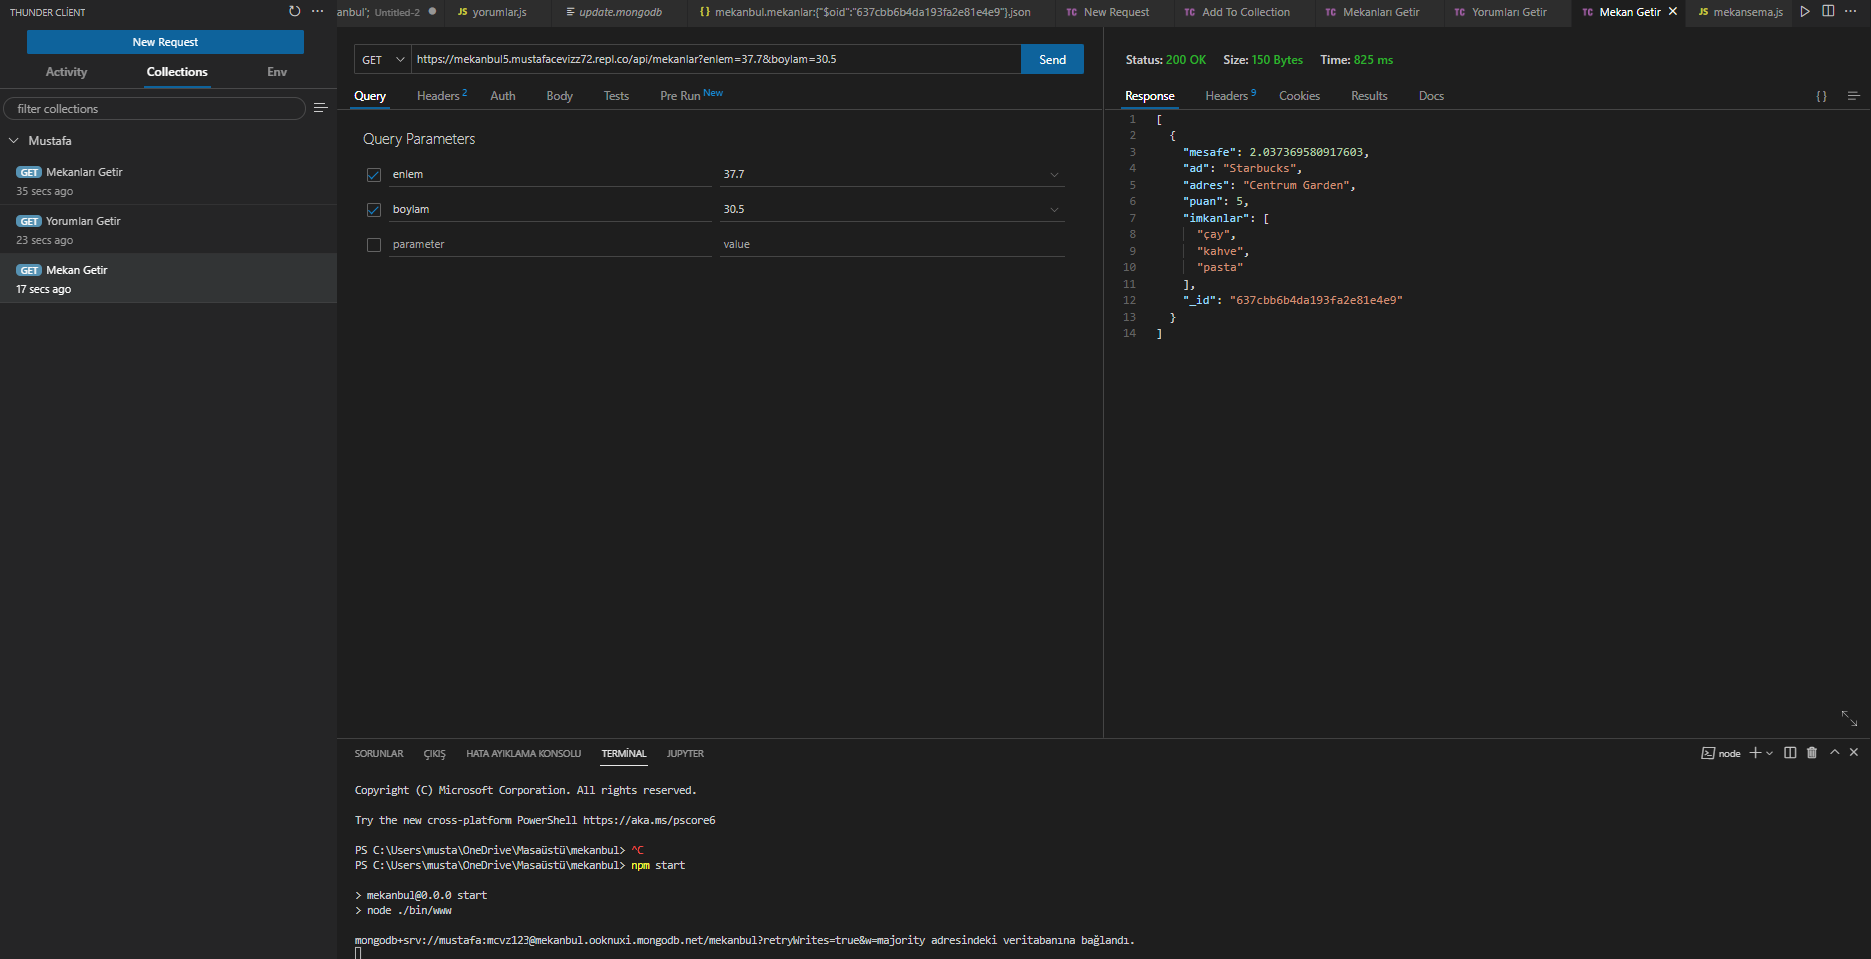 THUNDER CLİENT
New Request
Activity Collections Env
filter collections
Mustafa
GET Mekanları Getir
35 secs ago
GET Yorumları Getir
23 secs ago
GET Mekan Getir
17 secs ago
anbul'; Untitled-2 JS yorumlar.js update.mongodb {} mekanbul.mekanlar:{"$oid":"637cbb6b4da193fa2e81e4e9"}.json TC New Request TC Add To Collection TC Mekanları Getir TC Yorumları Getir TC Mekan Getir JS mekansema.js
GET https://mekanbul5.mustafacevizz72.repl.co/api/mekanlar?enlem=37.7&boylam=30.5 Send
Query Headers 2 Auth Body Tests Pre Run New
Query Parameters
enlem 37.7
boylam 30.5
parameter value
Status: 200 OK Size: 150 Bytes Time: 825 ms
Response Headers 9 Cookies Results Docs {}
1 [
2 {
3 "mesafe": 2.037369580917603,
4 "ad": "Starbucks",
5 "adres": "Centrum Garden",
6 "puan": 5,
7 "imkanlar": [
8 "çay",
9 "kahve",
10 "pasta"
11 ],
12 "_id": "637cbb6b4da193fa2e81e4e9"
13 }
14 ]
SORUNLAR ÇIKIŞ HATA AYIKLAMA KONSOLU TERMİNAL JUPYTER
node
Copyright (C) Microsoft Corporation. All rights reserved.
Try the new cross-platform PowerShell https://aka.ms/pscore6
PS C:\Users\musta\OneDrive\Masaüstü\mekanbul> ^C
PS C:\Users\musta\OneDrive\Masaüstü\mekanbul> npm start
> mekanbul@0.0.0 start
> node ./bin/www
mongodb+srv://mustafa:mcvz123@mekanbul.ooknuxi.mongodb.net/mekanbul?retryWrites=true&w=majority adresindeki veritabanına bağlandı.